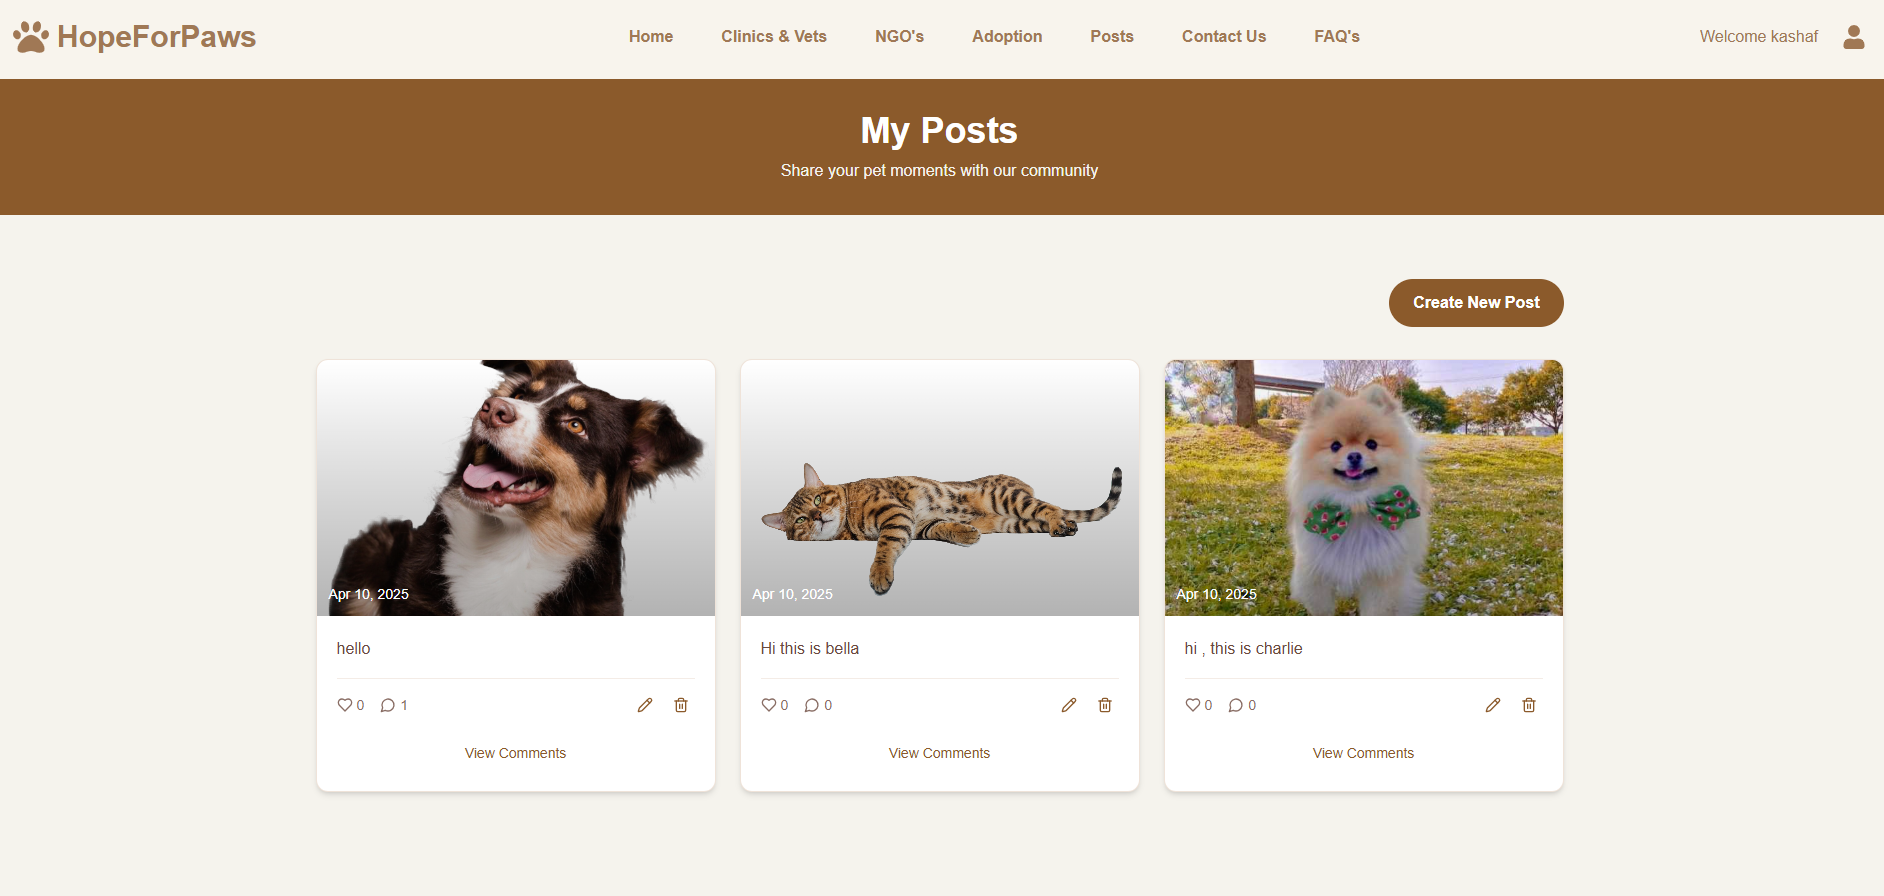 HopeForPaws
Home Clinics & Vets NGO's Adoption Posts Contact Us FAQ's
Welcome kashaf
My Posts
Share your pet moments with our community
Create New Post
Apr 10, 2025
hello
0 1
View Comments
Apr 10, 2025
Hi this is bella
0 0
View Comments
Apr 10, 2025
hi , this is charlie
0 0
View Comments